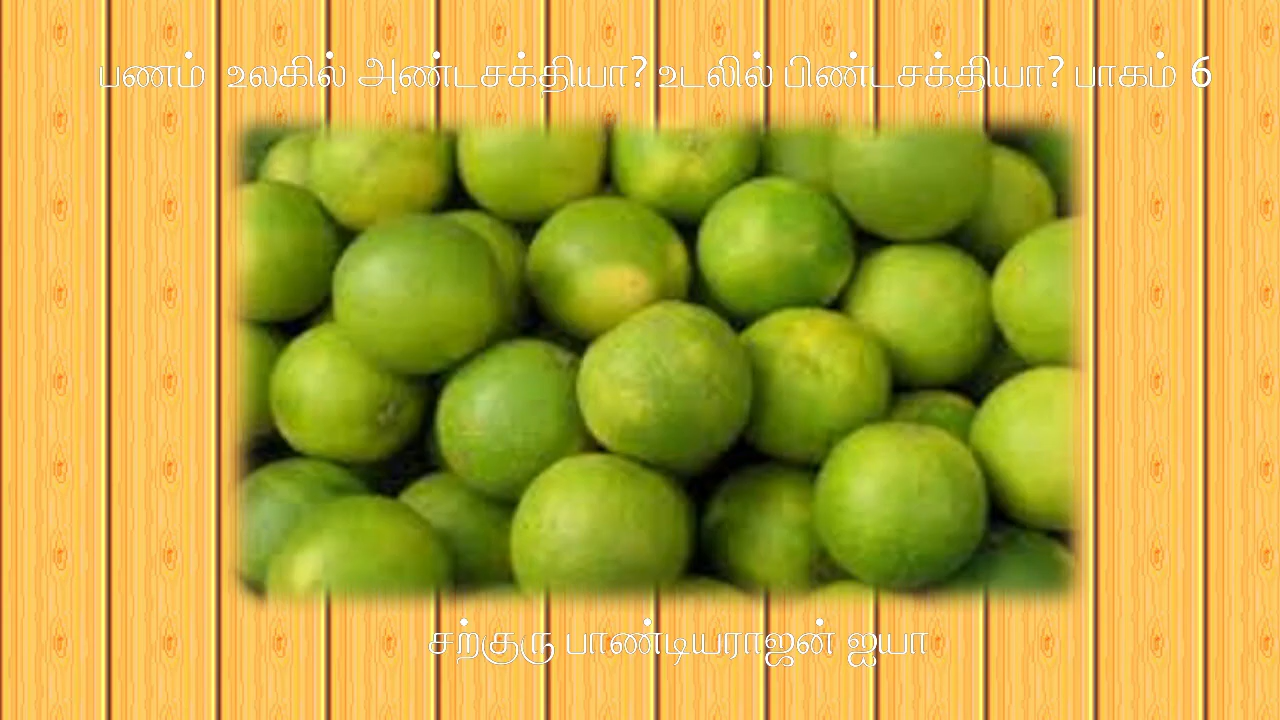 பணம் உலகில் அண்டசக்தியா? உடலில் பிண்டசக்தியா? பாகம் 6
சற்குரு பாண்டியராஜன் ஐயா